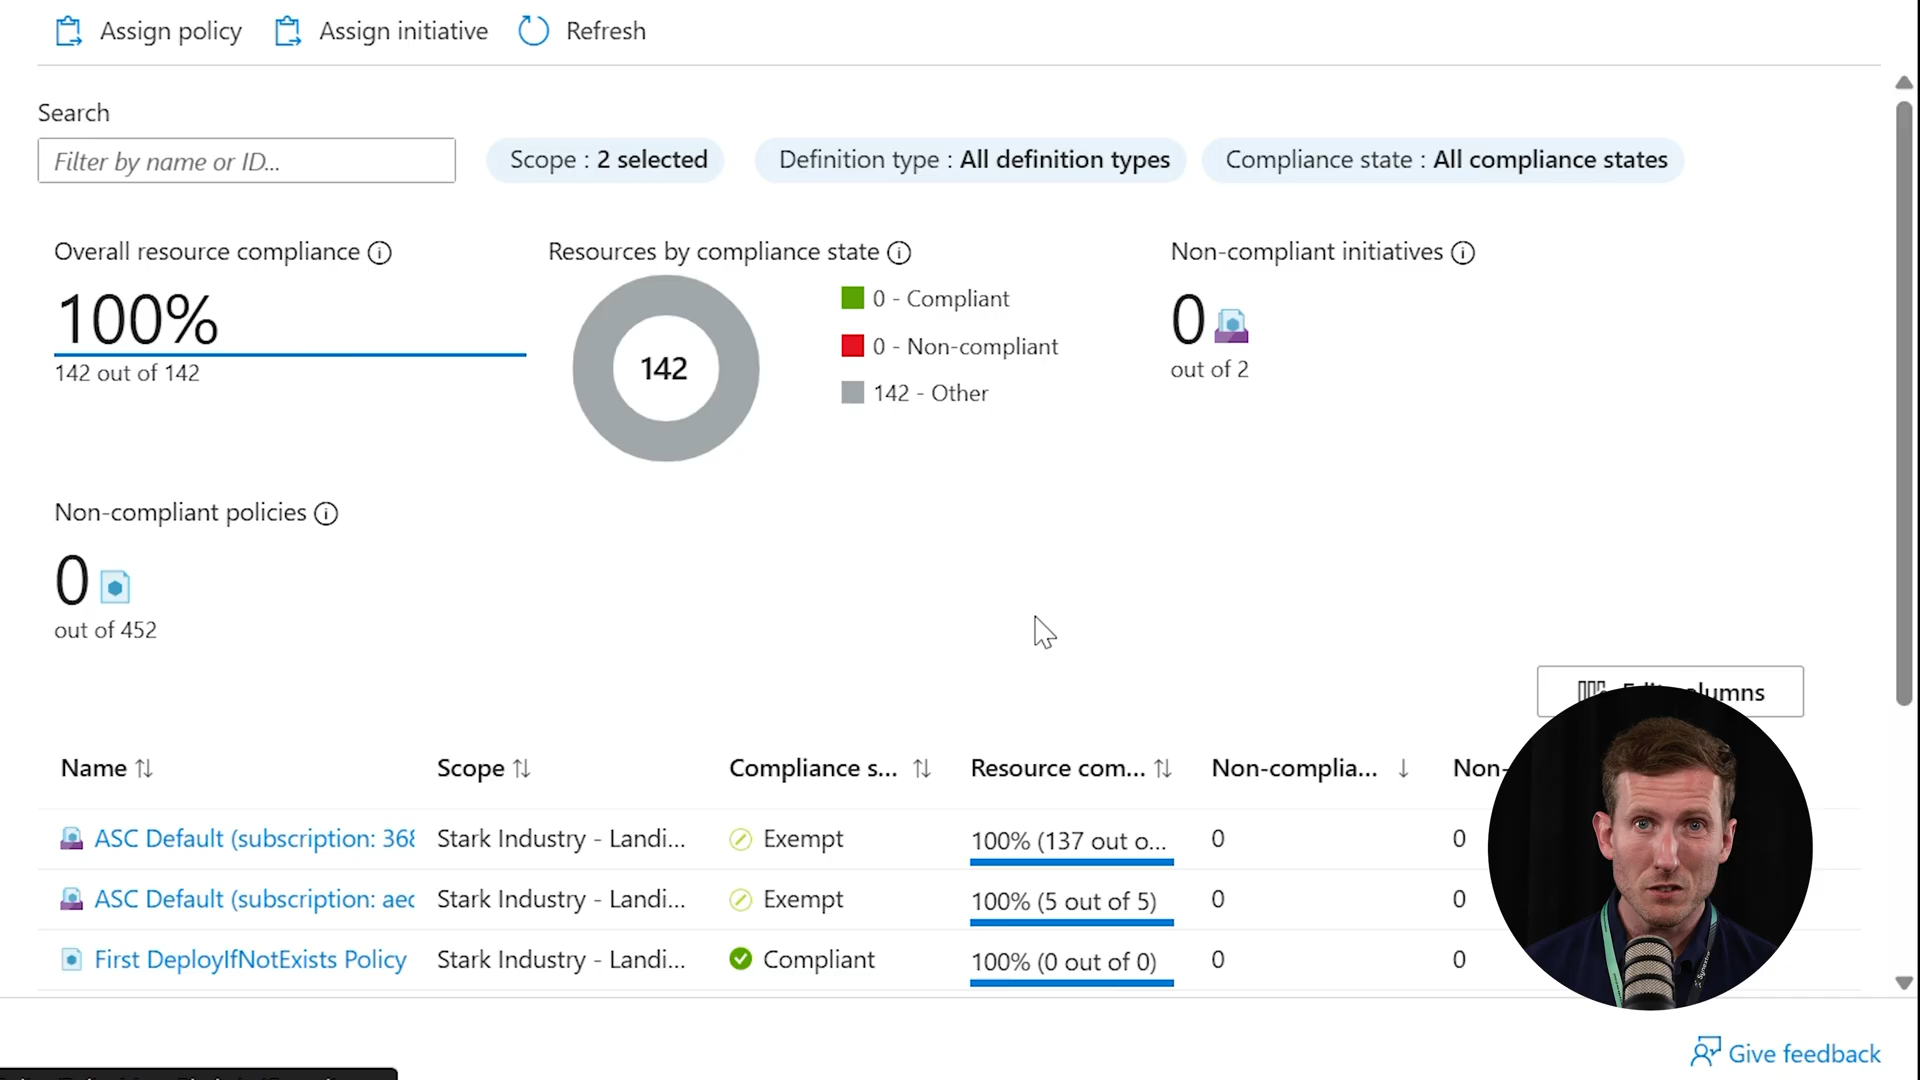 Assign policy
Assign initiative
Refresh
Search
Filter by name or ID...
Scope : 2 selected
Definition type : All definition types
Compliance state : All compliance states
Overall resource compliance
100%
142 out of 142
Resources by compliance state
142
0 - Compliant
0 - Non-compliant
142 - Other
Non-compliant initiatives
0
out of 2
Non-compliant policies
0
out of 452
Name
Scope
Compliance s...
Resource com...
Non-complia...
Non-
ASC Default (subscription: 368
Stark Industry - Landi...
Exempt
100% (137 out o...
0
0
ASC Default (subscription: aec
Stark Industry - Landi...
Exempt
100% (5 out of 5)
0
0
First DeployIfNotExists Policy
Stark Industry - Landi...
Compliant
100% (0 out of 0)
0
0
Give feedback